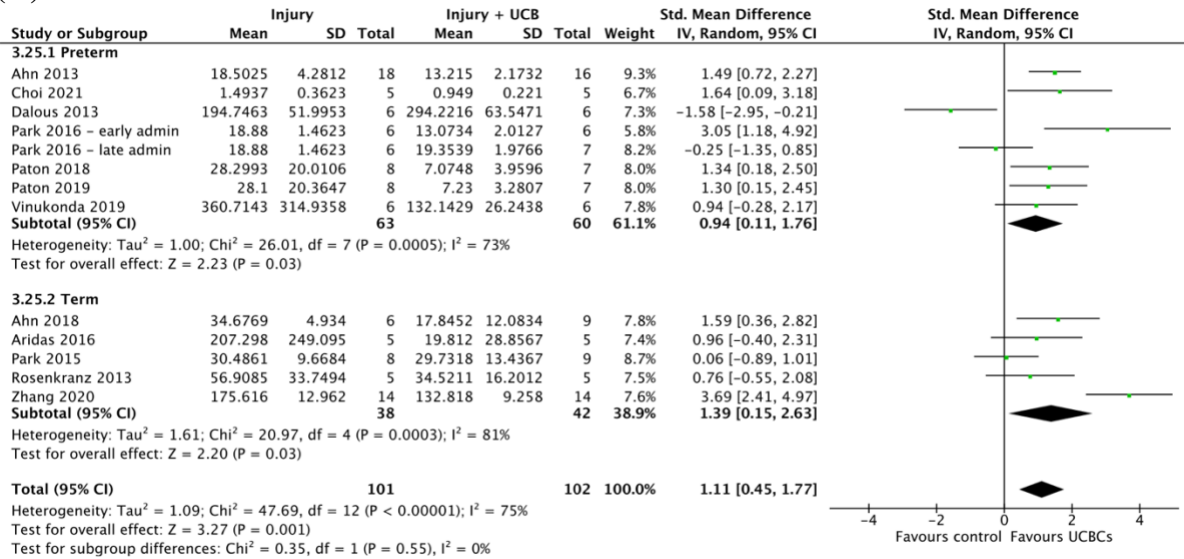 Injury Injury + UCB Std. Mean Difference Std. Mean Difference
Study or Subgroup Mean SD Total Mean SD Total Weight IV, Random, 95% CI IV, Random, 95% CI
3.25.1 Preterm
Ahn 2013 18.5025 4.2812 18 13.215 2.1732 16 9.3% 1.49 [0.72, 2.27]
Choi 2021 1.4937 0.3623 5 0.949 0.221 5 6.7% 1.64 [0.09, 3.18]
Dalous 2013 194.7463 51.9953 6 294.2216 63.5471 6 7.3% −1.58 [−2.95, −0.21]
Park 2016 – early admin 18.88 1.4623 6 13.0734 2.0127 6 5.8% 3.05 [1.18, 4.92]
Park 2016 – late admin 18.88 1.4623 6 19.3539 1.9766 7 8.2% −0.25 [−1.35, 0.85]
Paton 2018 28.2993 20.0106 8 7.0748 3.9596 7 8.0% 1.34 [0.18, 2.50]
Paton 2019 28.1 20.3647 8 7.23 3.2807 7 8.0% 1.30 [0.15, 2.45]
Vinukonda 2019 360.7143 314.9358 6 132.1429 26.2438 6 7.8% 0.94 [−0.28, 2.17]
Subtotal (95% CI) 63 60 61.1% 0.94 [0.11, 1.76]
Heterogeneity: Tau² = 1.00; Chi² = 26.01, df = 7 (P = 0.0005); I² = 73%
Test for overall effect: Z = 2.23 (P = 0.03)
3.25.2 Term
Ahn 2018 34.6769 4.934 6 17.8452 12.0834 9 7.8% 1.59 [0.36, 2.82]
Aridas 2016 207.298 249.095 5 19.812 28.8567 5 7.4% 0.96 [−0.40, 2.31]
Park 2015 30.4861 9.6684 8 29.7318 13.4367 9 8.7% 0.06 [−0.89, 1.01]
Rosenkranz 2013 56.9085 33.7494 5 34.5211 16.2012 5 7.5% 0.76 [−0.55, 2.08]
Zhang 2020 175.616 12.962 14 132.818 9.258 14 7.6% 3.69 [2.41, 4.97]
Subtotal (95% CI) 38 42 38.9% 1.39 [0.15, 2.63]
Heterogeneity: Tau² = 1.61; Chi² = 20.97, df = 4 (P = 0.0003); I² = 81%
Test for overall effect: Z = 2.20 (P = 0.03)
Total (95% CI) 101 102 100.0% 1.11 [0.45, 1.77]
Heterogeneity: Tau² = 1.09; Chi² = 47.69, df = 12 (P < 0.00001); I² = 75%
Test for overall effect: Z = 3.27 (P = 0.001)
Test for subgroup differences: Chi² = 0.35, df = 1 (P = 0.55), I² = 0%
−4 −2 0 2 4
Favours control Favours UCBCs